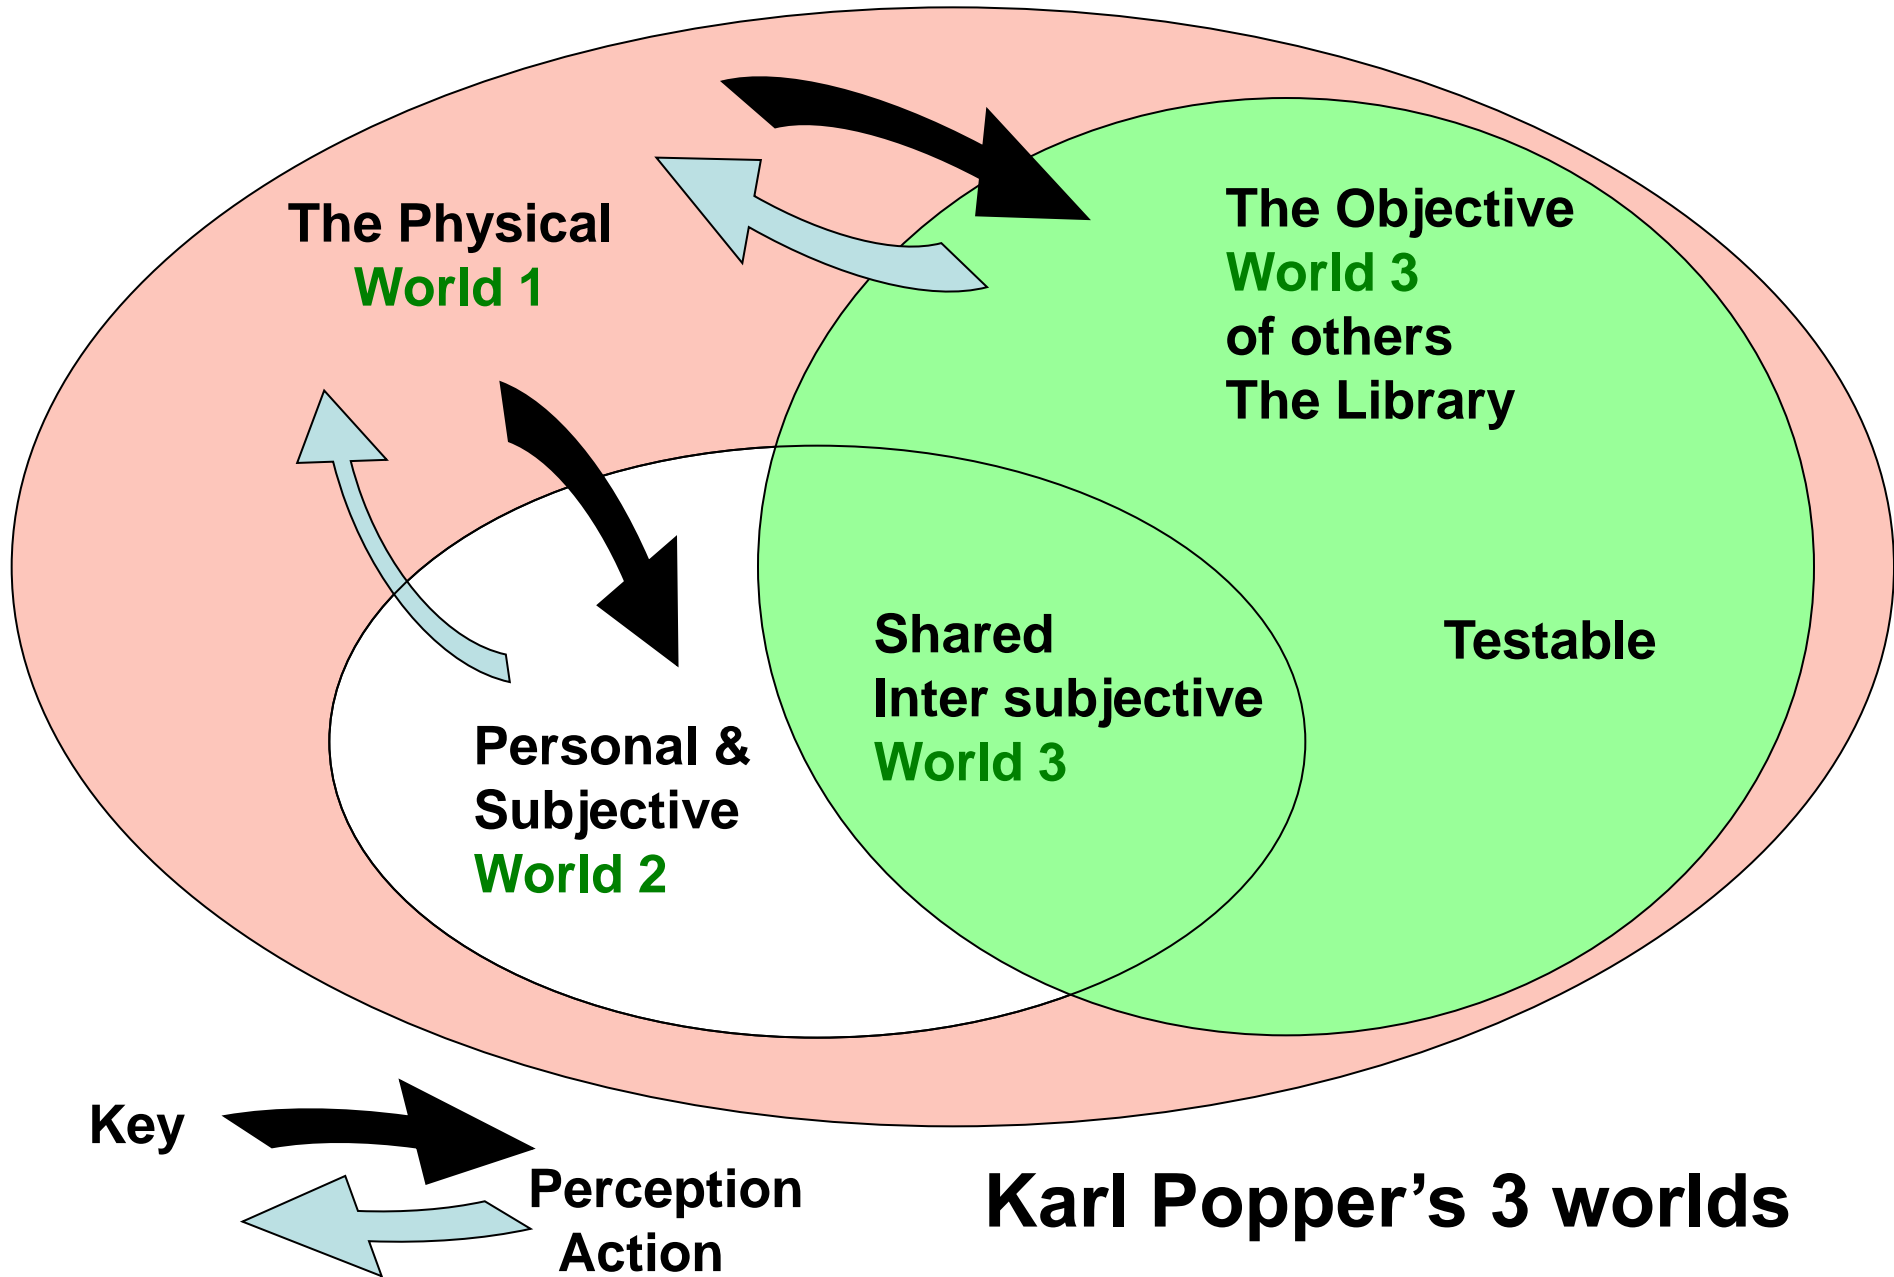 The Physical
World 1
The Objective
World 3
of others
The Library
Shared
Inter subjective
World 3
Testable
Personal &
Subjective
World 2
Key
Perception
Action
Karl Popper’s 3 worlds